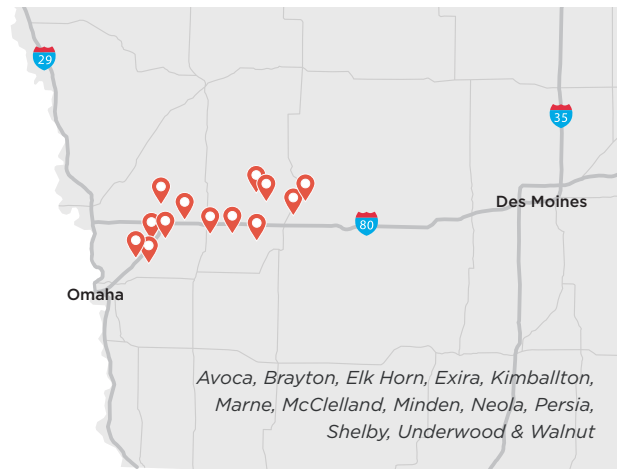 29
35
Des Moines
80
Omaha
Avoca, Brayton, Elk Horn, Exira, Kimballton,
Marne, McClelland, Minden, Neola, Persia,
Shelby, Underwood & Walnut